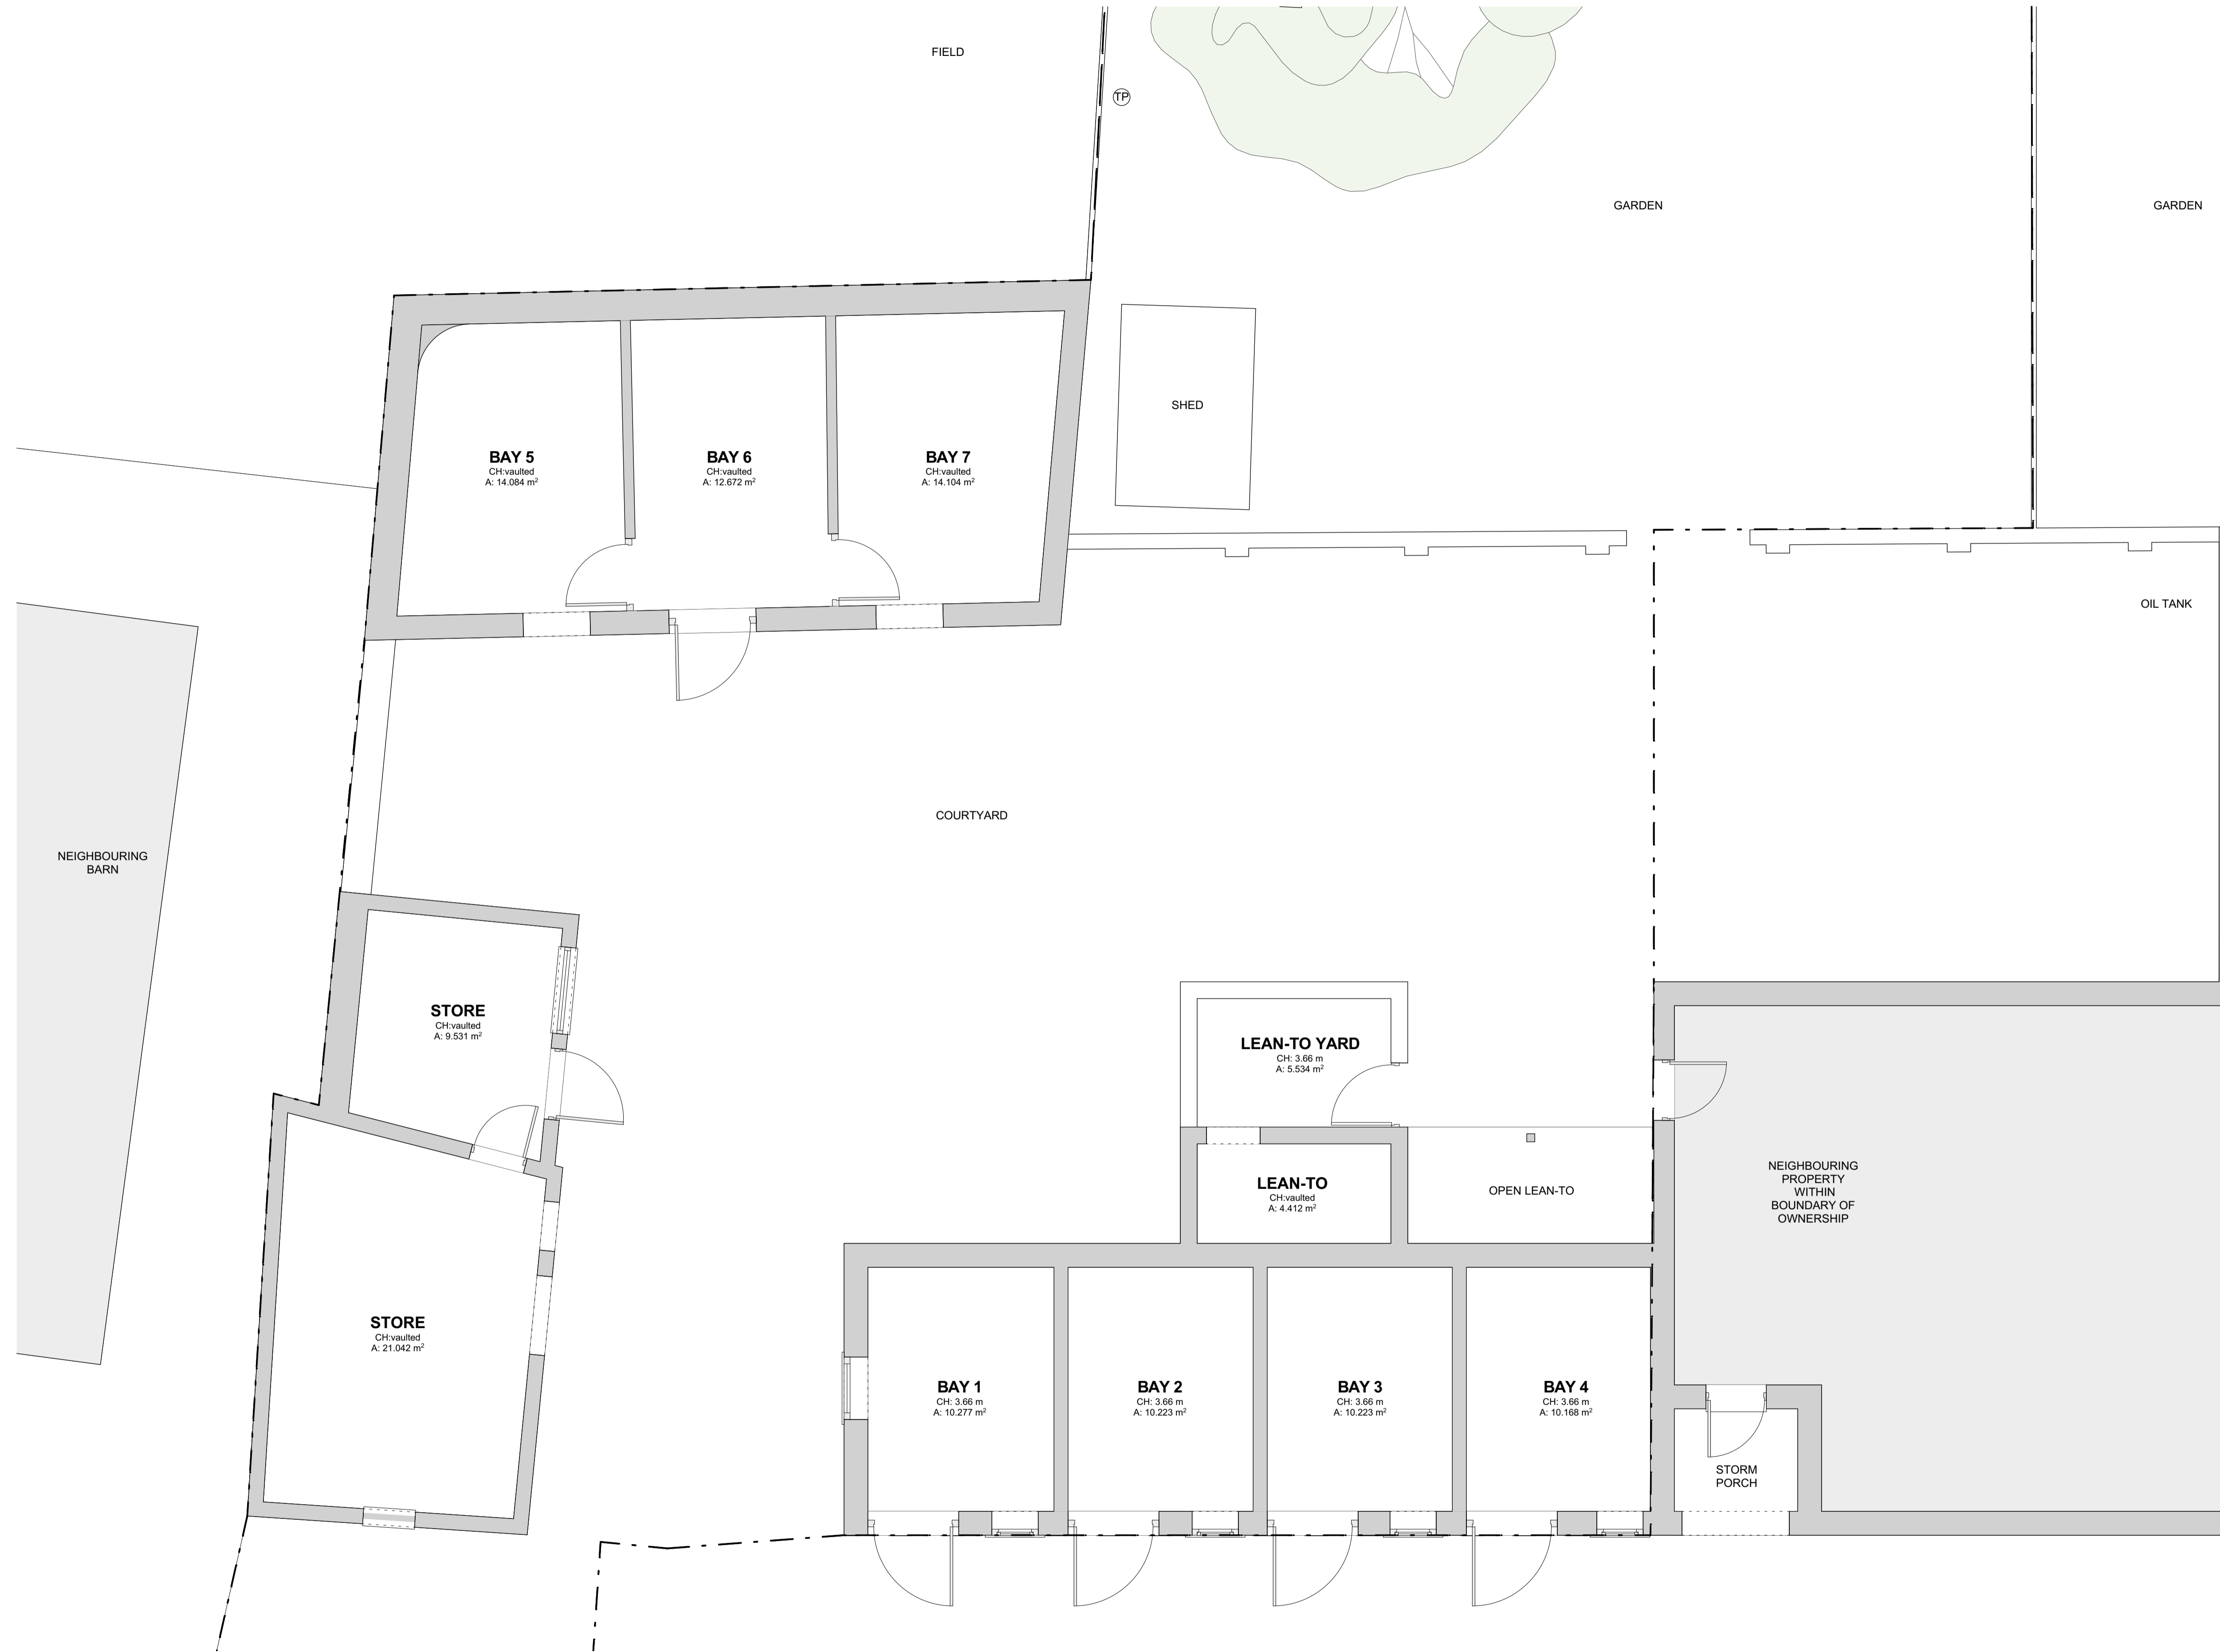 FIELD
TP
GARDEN
GARDEN
SHED
BAY 5
CH:vaulted
A: 14.084 m²
BAY 6
CH:vaulted
A: 12.672 m²
BAY 7
CH:vaulted
A: 14.104 m²
OIL TANK
COURTYARD
NEIGHBOURING
BARN
STORE
CH:vaulted
A: 9.531 m²
LEAN-TO YARD
CH: 3.66 m
A: 5.534 m²
LEAN-TO
CH:vaulted
A: 4.412 m²
OPEN LEAN-TO
NEIGHBOURING
PROPERTY
WITHIN
BOUNDARY OF
OWNERSHIP
STORE
CH:vaulted
A: 21.042 m²
BAY 1
CH: 3.66 m
A: 10.277 m²
BAY 2
CH: 3.66 m
A: 10.223 m²
BAY 3
CH: 3.66 m
A: 10.223 m²
BAY 4
CH: 3.66 m
A: 10.168 m²
STORM
PORCH